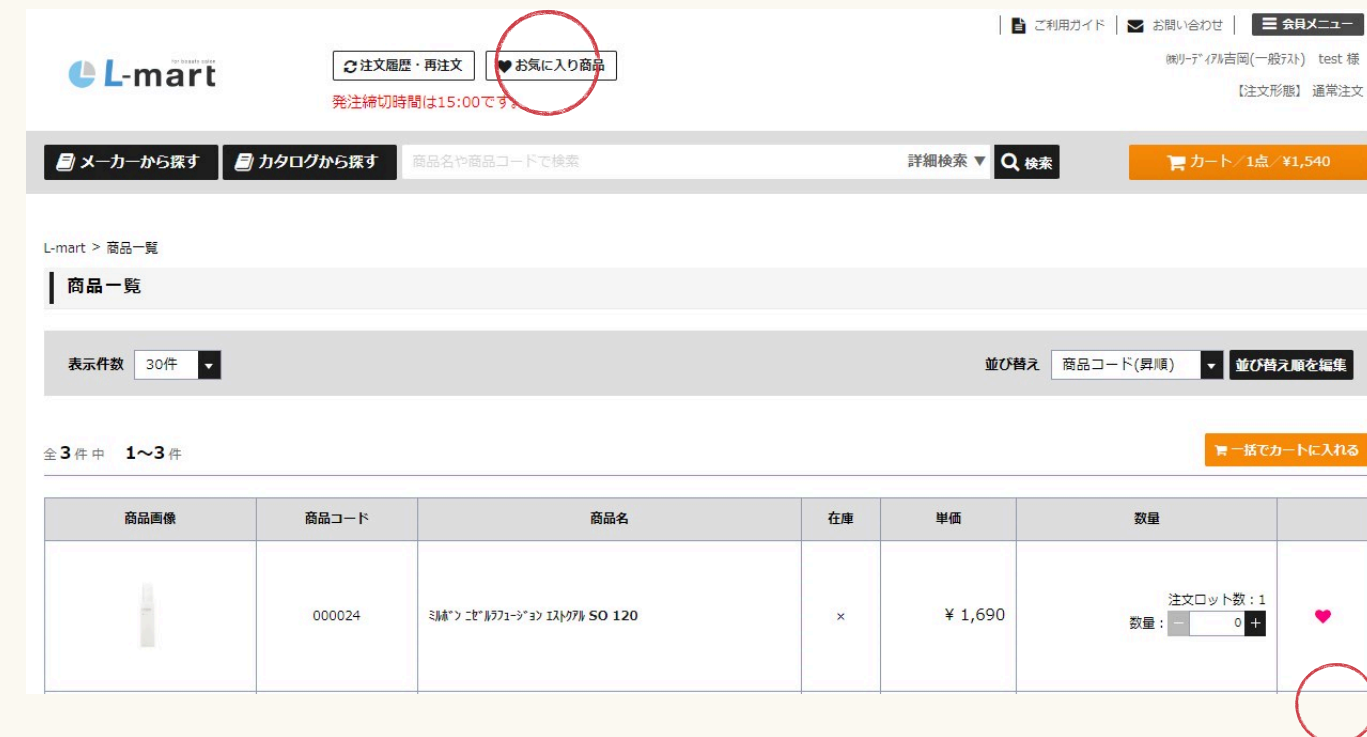 ご利用ガイド お問い合わせ 会員メニュー
for beauty salon
L-mart
注文履歴・再注文 お気に入り商品
㈱ﾘｰﾃﾞｨｱﾙ吉岡(一般ﾃｽﾄ) test 様
発注締切時間は15:00です。
【注文形態】 通常注文
メーカーから探す カタログから探す 商品名や商品コードで検索 詳細検索 ▼ 検索 カート／1点／¥1,540
L-mart > 商品一覧
商品一覧
表示件数 30件 ▼ 並び替え 商品コード(昇順) ▼ 並び替え順を編集
全3件中 1～3件 一括でカートに入れる
商品画像 商品コード 商品名 在庫 単価 数量
注文ロット数：1
000024 ﾐﾙﾎﾞﾝ ﾆｾﾞﾙﾗﾌｭｰｼﾞｮﾝ ｴｽﾄｸｱﾙ SO 120 × ¥ 1,690 数量： － 0 +